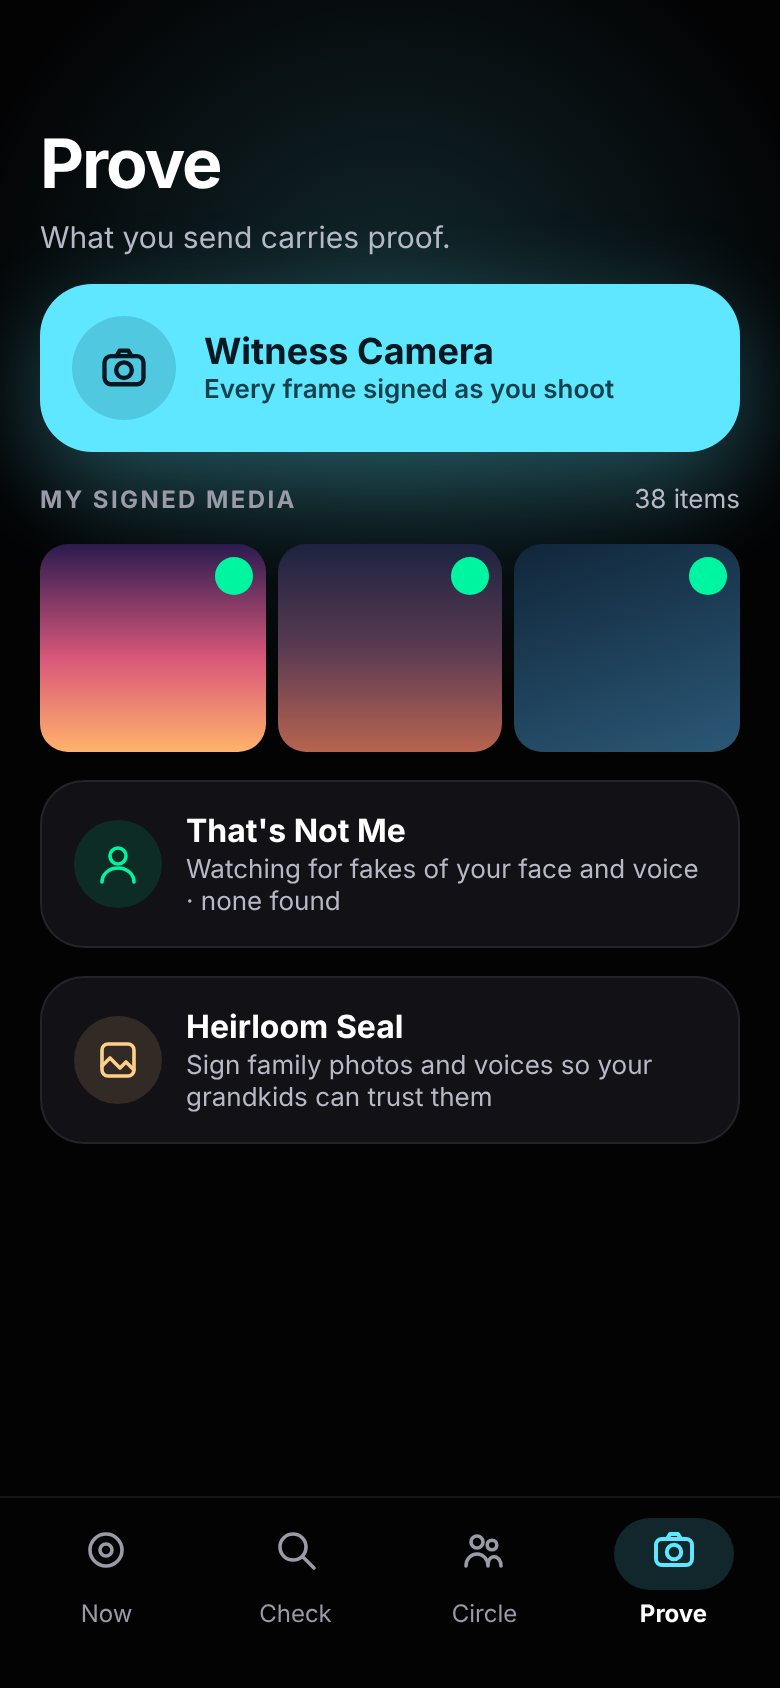 Prove
What you send carries proof.
Witness Camera
Every frame signed as you shoot
MY SIGNED MEDIA
38 items
That's Not Me
Watching for fakes of your face and voice
· none found
Heirloom Seal
Sign family photos and voices so your
grandkids can trust them
Now
Check
Circle
Prove